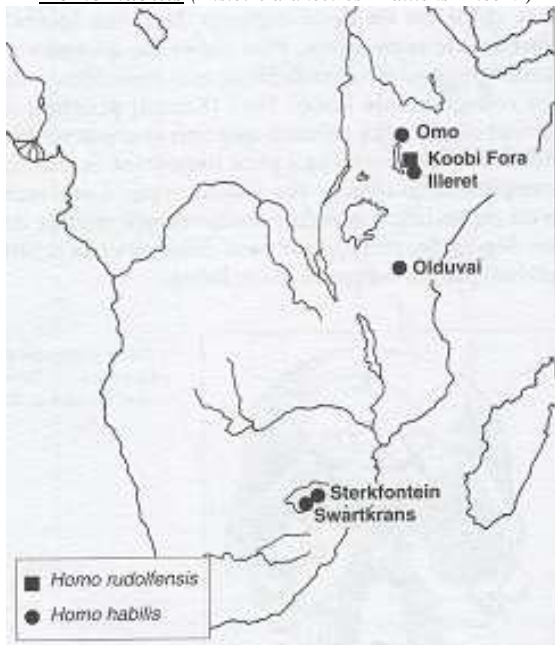 Omo
Koobi Fora
Illeret
Olduvai
Sterkfontein
Swartkrans
Homo rudolfensis
Homo habilis